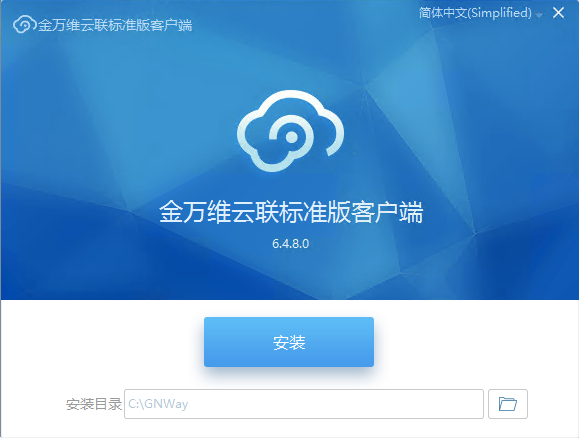 金万维云联标准版客户端
简体中文(Simplified)
金万维云联标准版客户端
6.4.8.0
安装
安装目录 C:\GNWay